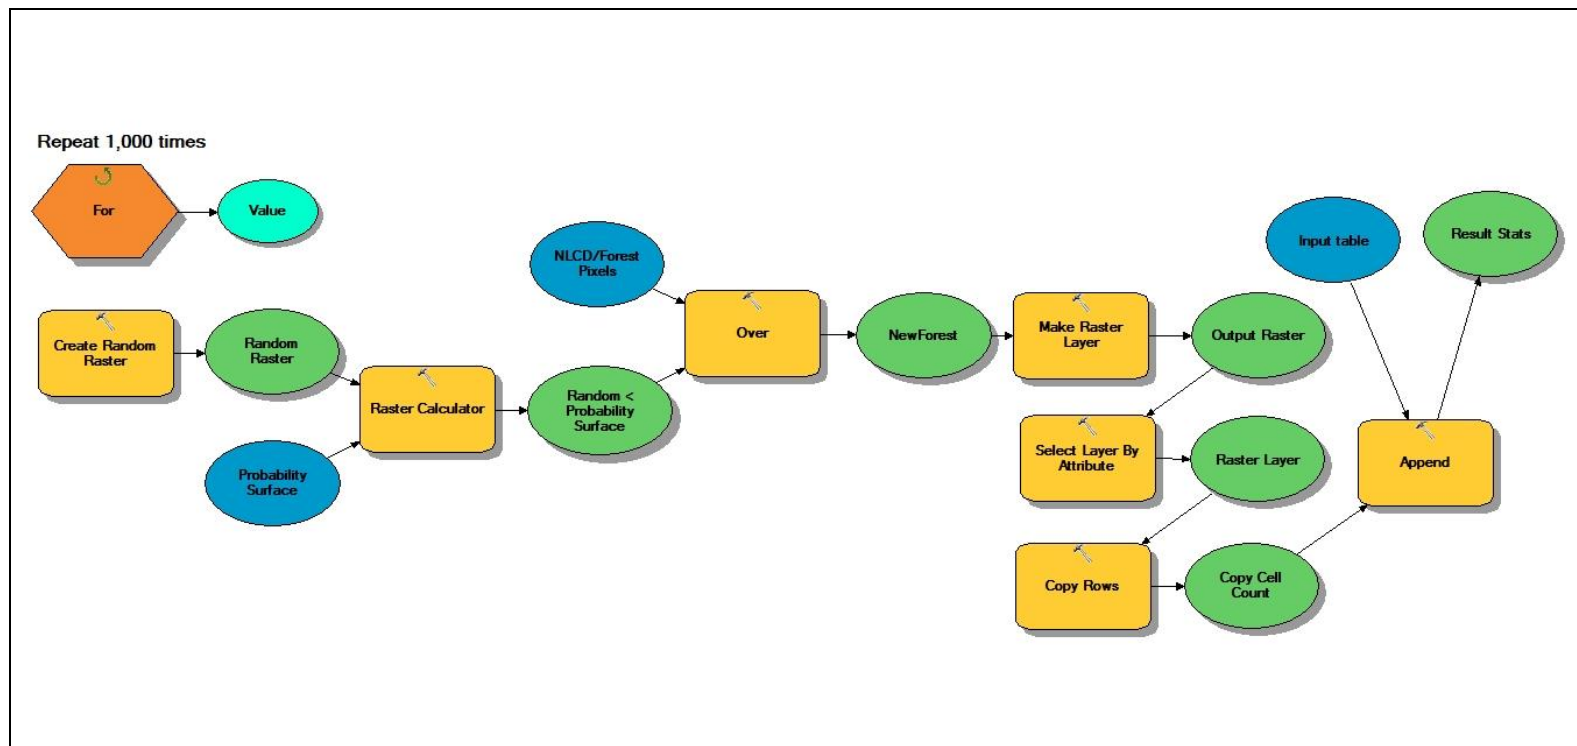 Repeat 1,000 times
For
Value
Create Random
Raster
Random
Raster
Probability
Surface
Raster Calculator
NLCD/Forest
Pixels
Random <
Probability
Surface
Over
NewForest
Make Raster
Layer
Output Raster
Select Layer By
Attribute
Raster Layer
Copy Rows
Copy Cell
Count
Input table
Result Stats
Append